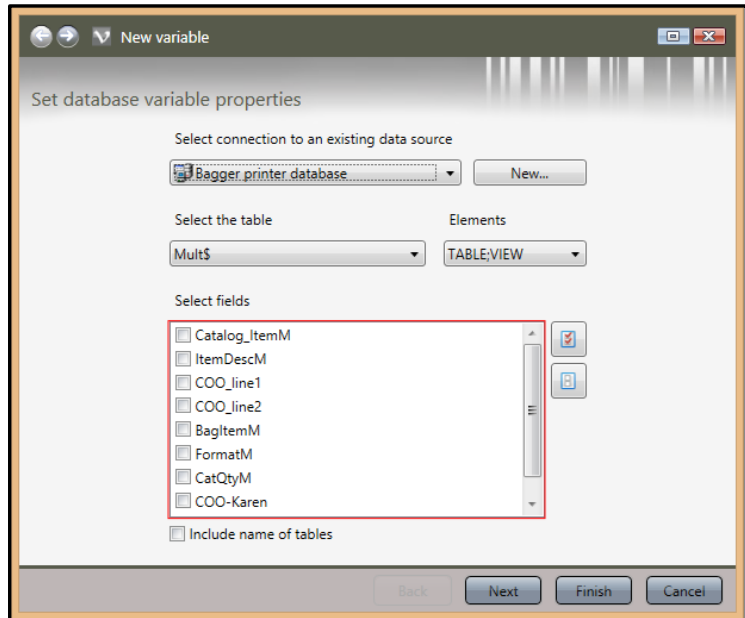 New variable
Set database variable properties
Select connection to an existing data source
Bagger printer database New...
Select the table Elements
Mult$ TABLE;VIEW
Select fields
Catalog_ItemM
ItemDescM
COO_line1
COO_line2
BagItemM
FormatM
CatQtyM
COO-Karen
Include name of tables
Back Next Finish Cancel